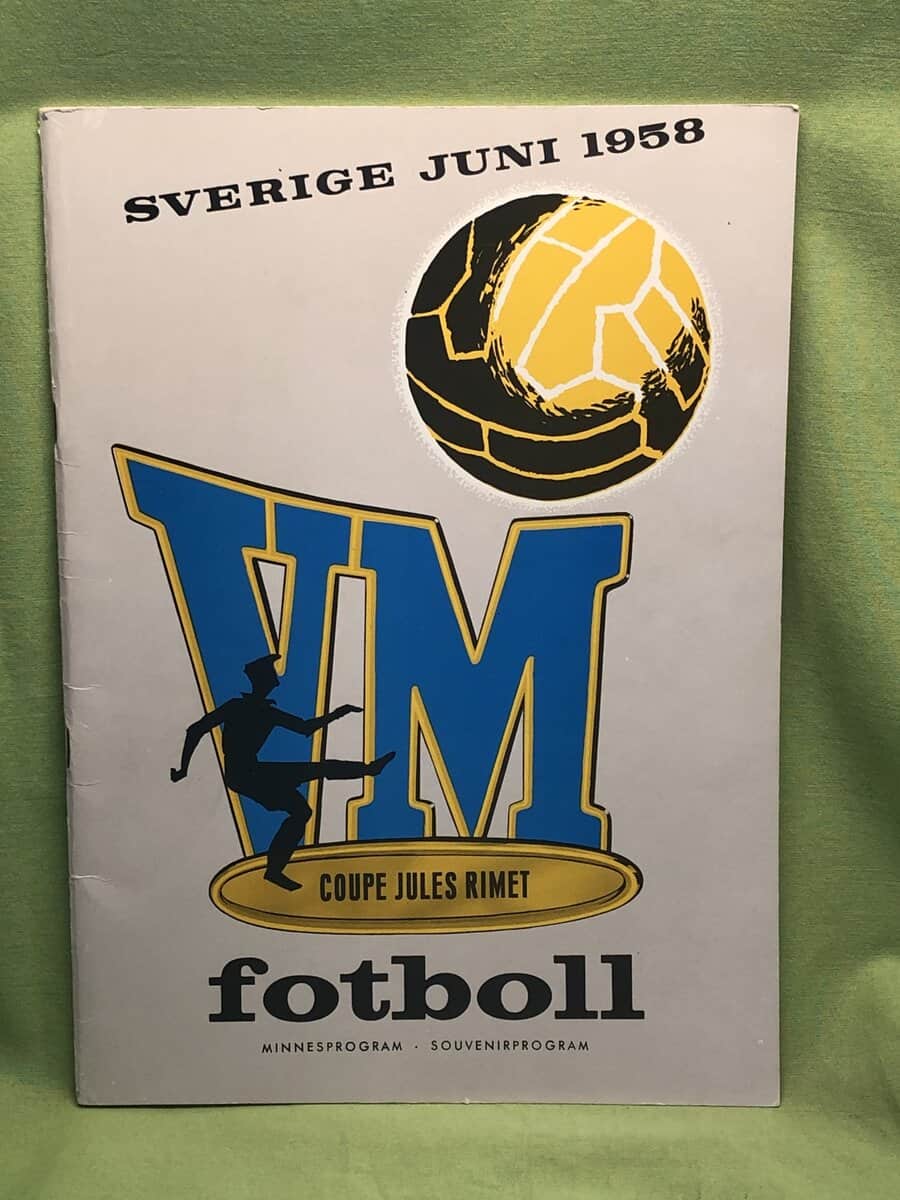 SVERIGE JUNI 1958
VM
COUPE JULES RIMET
fotboll
MINNESPROGRAM · SOUVENIRPROGRAM